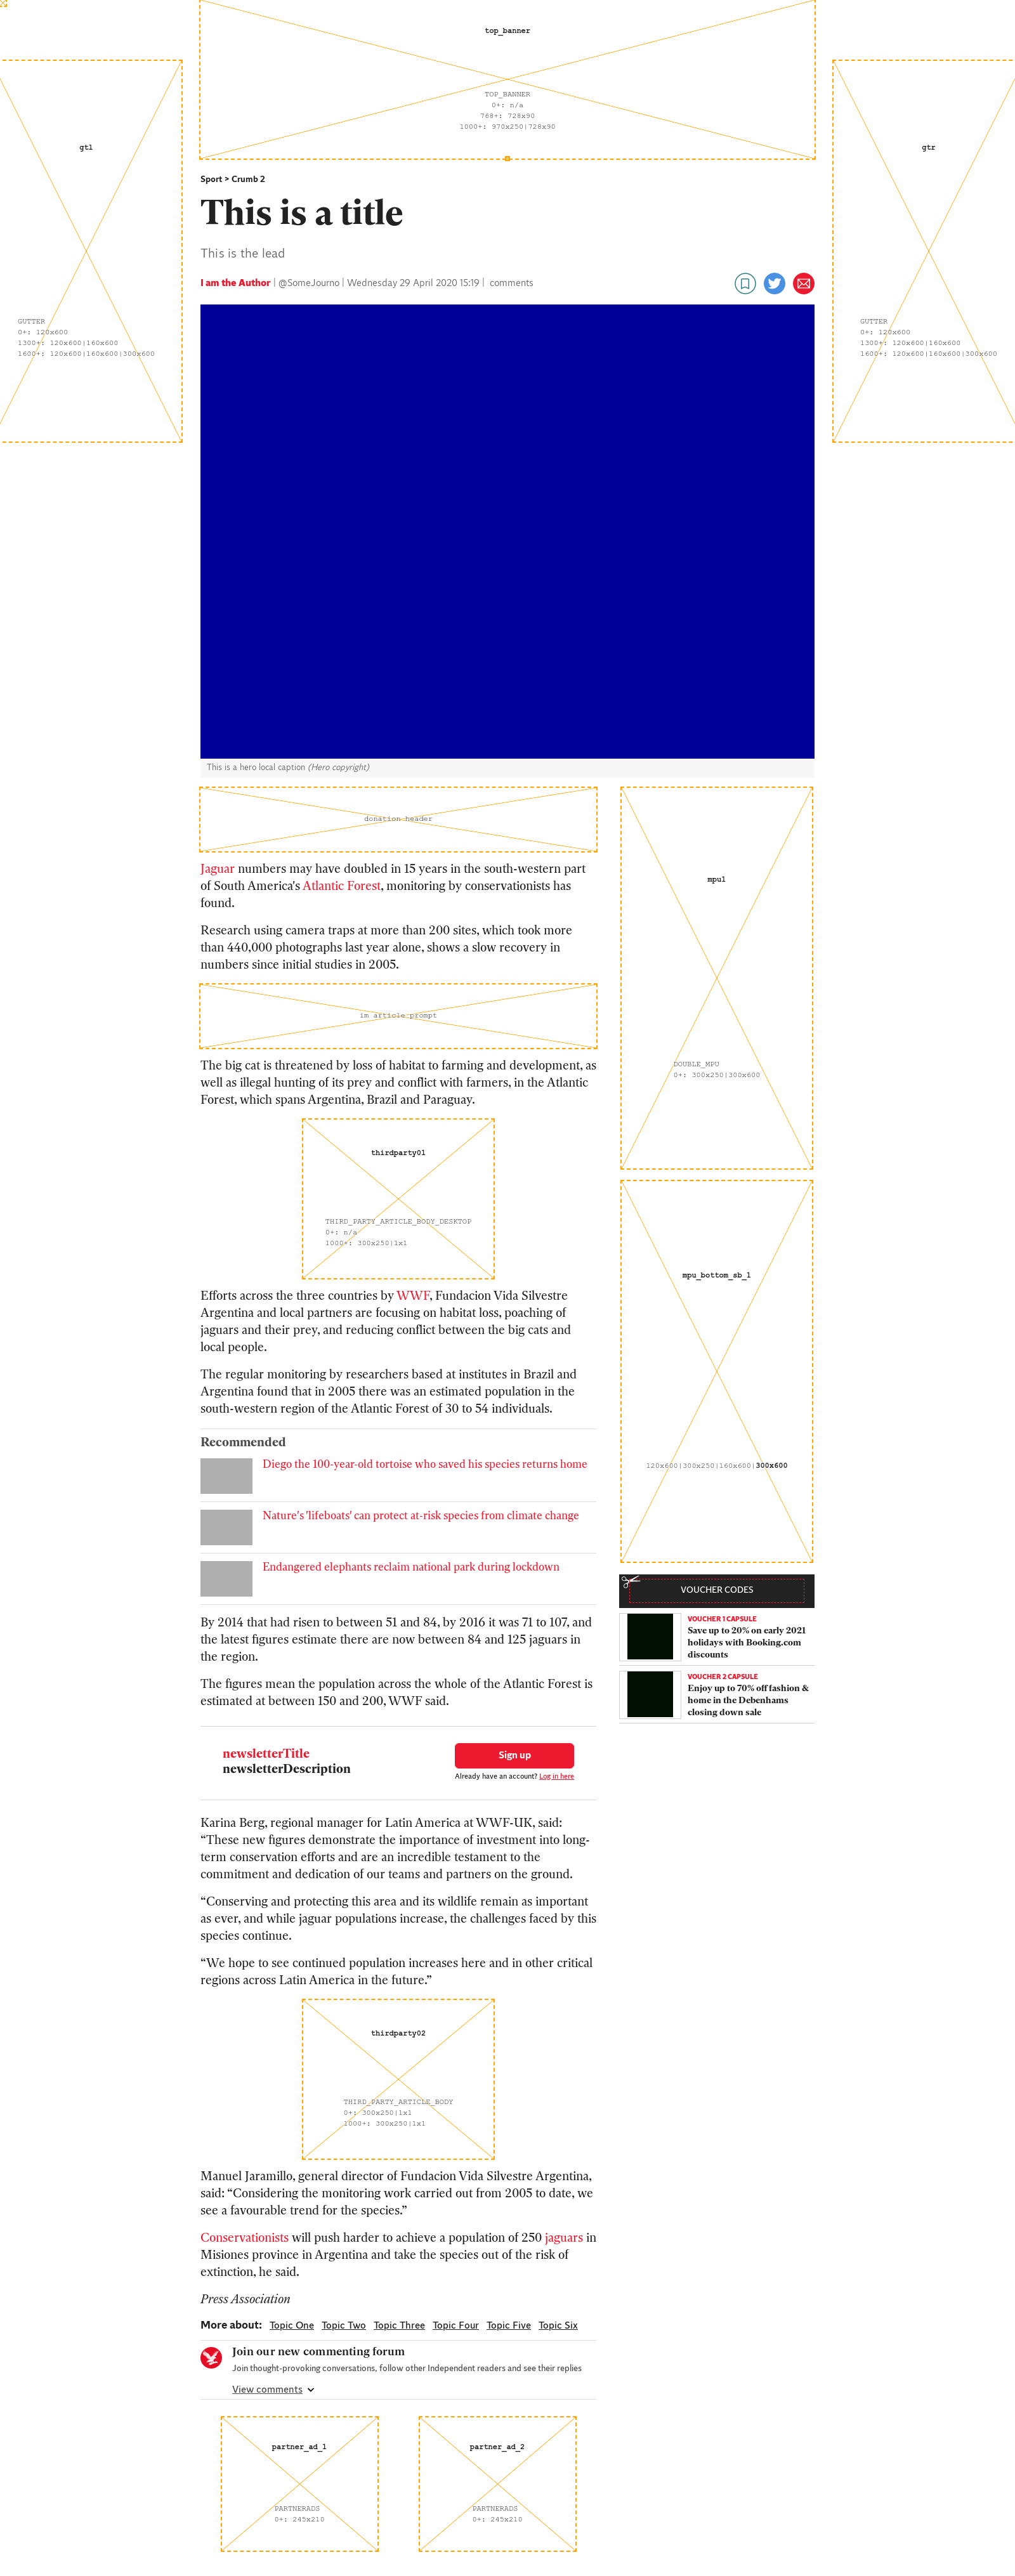 top_banner
TOP_BANNER
0+: n/a
768+: 728x90
1000+: 970x250|728x90
gtl
GUTTER
0+: 120x600
1300+: 120x600|160x600
1600+: 120x600|160x600|300x600
gtr
GUTTER
0+: 120x600
1300+: 120x600|160x600
1600+: 120x600|160x600|300x600
Sport > Crumb 2
This is a title
This is the lead
I am the Author | @SomeJourno | Wednesday 29 April 2020 15:19 | comments
This is a hero local caption (Hero copyright)
donation header
Jaguar numbers may have doubled in 15 years in the south-western part
of South America's Atlantic Forest, monitoring by conservationists has
found.
Research using camera traps at more than 200 sites, which took more
than 440,000 photographs last year alone, shows a slow recovery in
numbers since initial studies in 2005.
im article prompt
The big cat is threatened by loss of habitat to farming and development, as
well as illegal hunting of its prey and conflict with farmers, in the Atlantic
Forest, which spans Argentina, Brazil and Paraguay.
thirdparty01
THIRD_PARTY_ARTICLE_BODY_DESKTOP
0+: n/a
1000+: 300x250|1x1
Efforts across the three countries by WWF, Fundacion Vida Silvestre
Argentina and local partners are focusing on habitat loss, poaching of
jaguars and their prey, and reducing conflict between the big cats and
local people.
The regular monitoring by researchers based at institutes in Brazil and
Argentina found that in 2005 there was an estimated population in the
south-western region of the Atlantic Forest of 30 to 54 individuals.
Recommended
Diego the 100-year-old tortoise who saved his species returns home
Nature's 'lifeboats' can protect at-risk species from climate change
Endangered elephants reclaim national park during lockdown
By 2014 that had risen to between 51 and 84, by 2016 it was 71 to 107, and
the latest figures estimate there are now between 84 and 125 jaguars in
the region.
The figures mean the population across the whole of the Atlantic Forest is
estimated at between 150 and 200, WWF said.
newsletterTitle
newsletterDescription
Sign up
Already have an account? Log in here
Karina Berg, regional manager for Latin America at WWF-UK, said:
“These new figures demonstrate the importance of investment into long-
term conservation efforts and are an incredible testament to the
commitment and dedication of our teams and partners on the ground.
“Conserving and protecting this area and its wildlife remain as important
as ever, and while jaguar populations increase, the challenges faced by this
species continue.
“We hope to see continued population increases here and in other critical
regions across Latin America in the future.”
thirdparty02
THIRD_PARTY_ARTICLE_BODY
0+: 300x250|1x1
1000+: 300x250|1x1
Manuel Jaramillo, general director of Fundacion Vida Silvestre Argentina,
said: “Considering the monitoring work carried out from 2005 to date, we
see a favourable trend for the species.”
Conservationists will push harder to achieve a population of 250 jaguars in
Misiones province in Argentina and take the species out of the risk of
extinction, he said.
Press Association
More about: Topic One Topic Two Topic Three Topic Four Topic Five Topic Six
Join our new commenting forum
Join thought-provoking conversations, follow other Independent readers and see their replies
View comments
partner_ad_1
PARTNERADS
0+: 245x210
partner_ad_2
PARTNERADS
0+: 245x210
mpu1
DOUBLE_MPU
0+: 300x250|300x600
mpu_bottom_sb_1
120x600|300x250|160x600|300x600
VOUCHER CODES
VOUCHER 1 CAPSULE
Save up to 20% on early 2021
holidays with Booking.com
discounts
VOUCHER 2 CAPSULE
Enjoy up to 70% off fashion &
home in the Debenhams
closing down sale